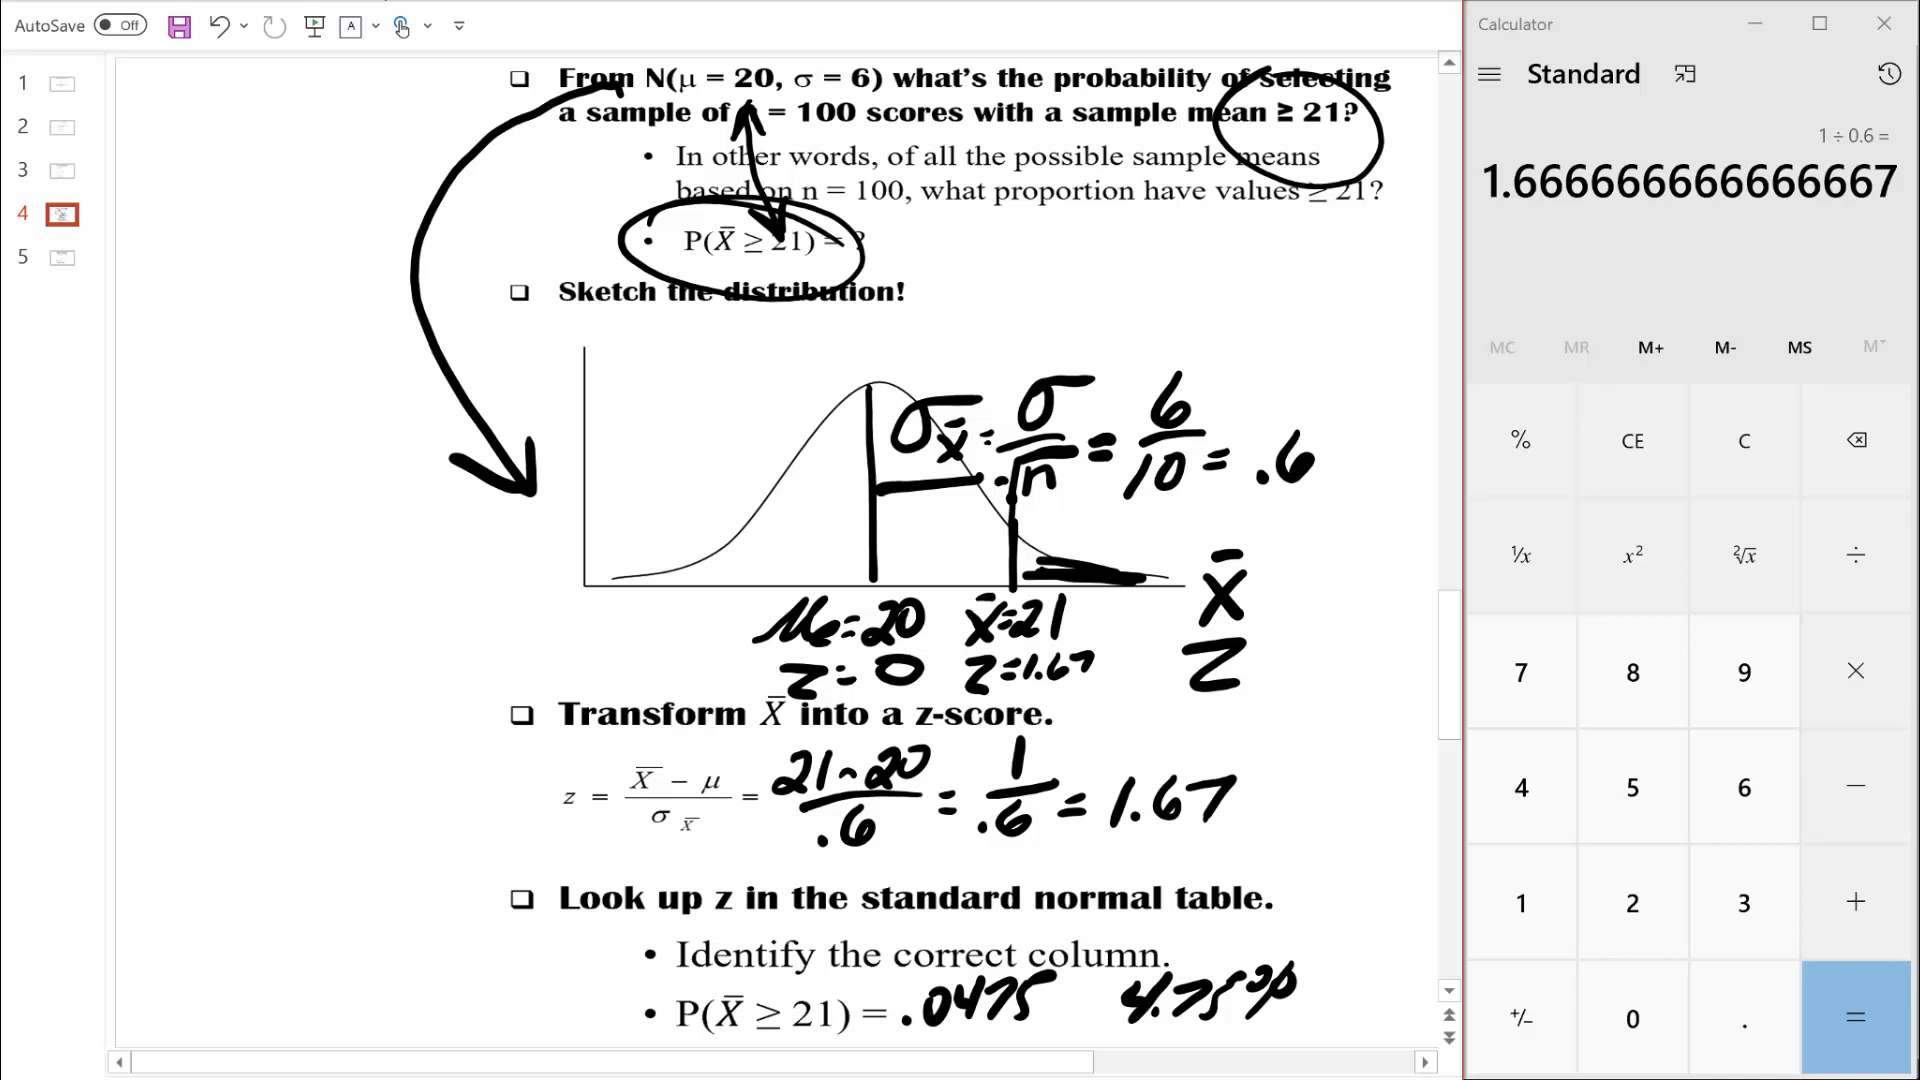 AutoSave Off A
1
2
3
4
5
From N(μ = 20, σ = 6) what's the probability of selecting
a sample of = 100 scores with a sample mean ≥ 21?
• In other words, of all the possible sample means
based on n = 100, what proportion have values ≥ 21?
• P(X̄ ≥ 21) = ?
Sketch the distribution!
σx̄ = σ/√n = 6/10 = .6
X̄
=20 x̄=21
z=0 z=1.67 Z
Transform X̄ into a z-score.
z = (X̄ − μ)/σX̄ = (21-20)/.6 = 1/.6 = 1.67
Look up z in the standard normal table.
• Identify the correct column.
• P(X̄ ≥ 21) = .0475 4.75%
Calculator
Standard
1 ÷ 0.6 =
1.6666666666666667
MC MR M+ M- MS M˅
% CE C
¹/x x² ²√x ÷
7 8 9 ×
4 5 6 −
1 2 3 +
+/− 0 . =